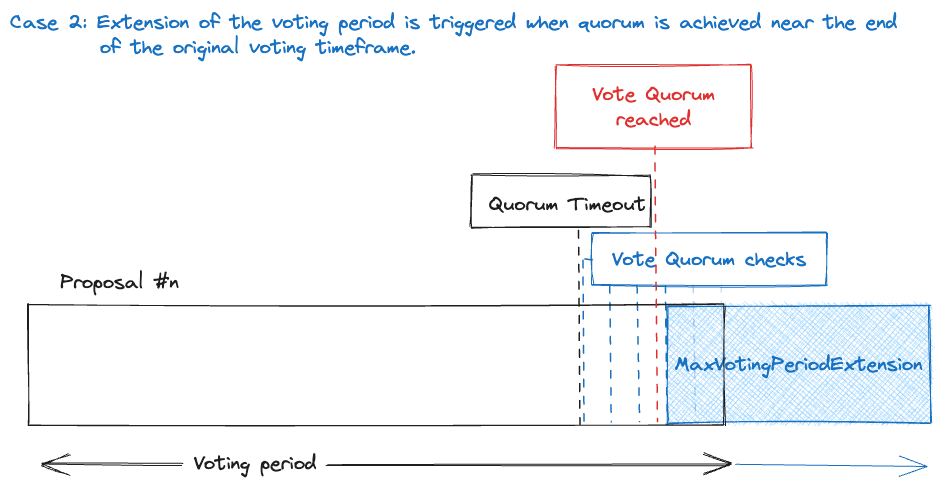 Case 2: Extension of the voting period is triggered when quorum is achieved near the end
of the original voting timeframe.
Vote Quorum
reached
Quorum Timeout
Vote Quorum checks
Proposal #n
MaxVotingPeriodExtension
Voting period